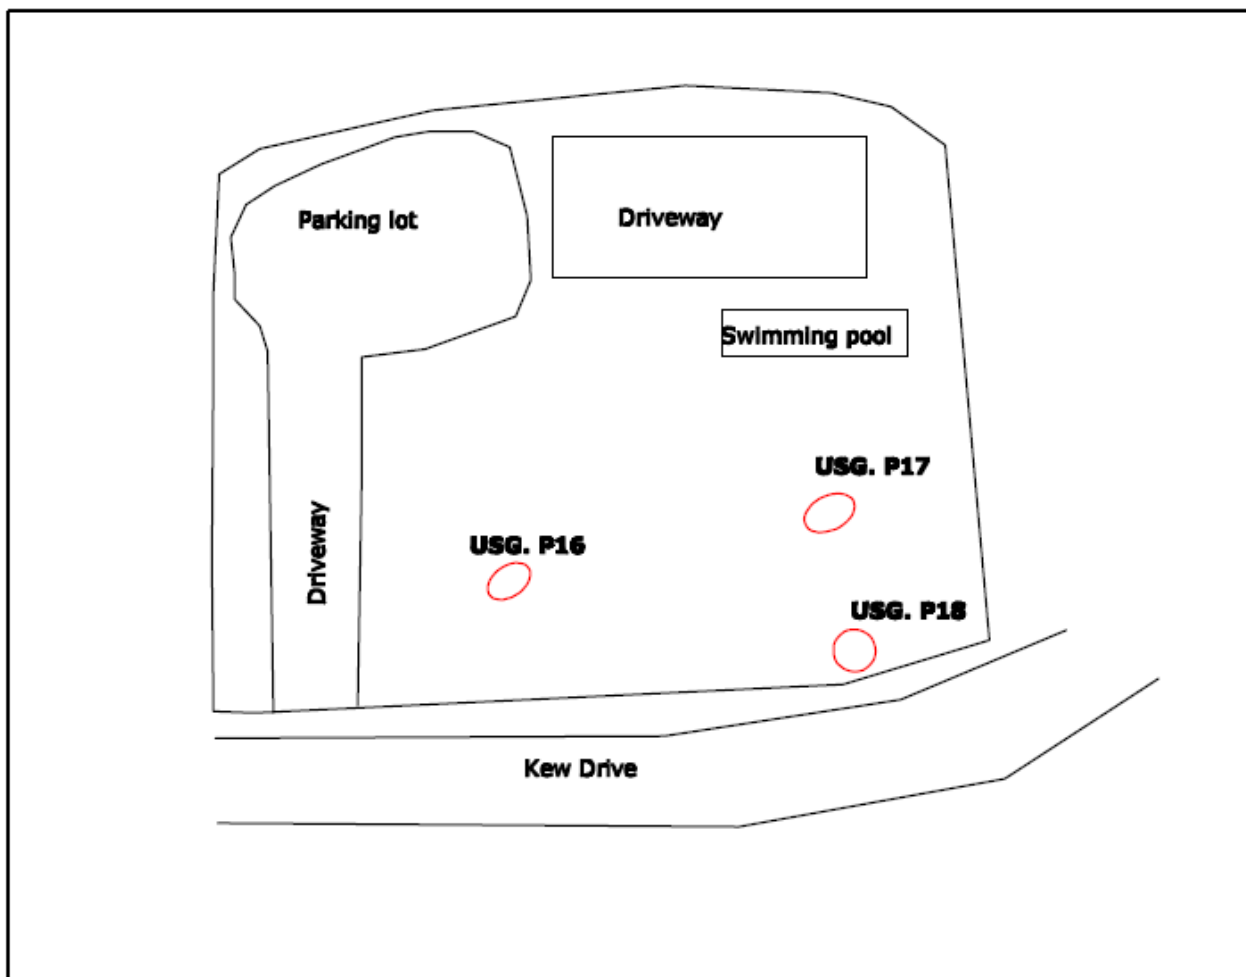 Parking lot
Driveway
Swimming pool
USG. P17
Driveway
USG. P16
USG. P18
Kew Drive